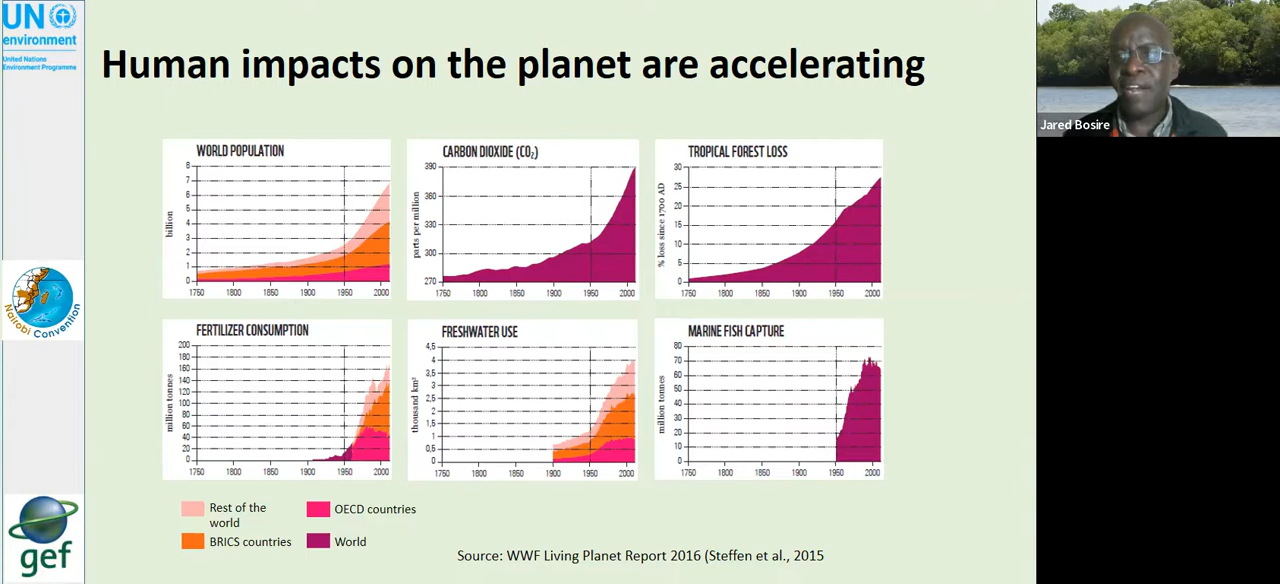 UN
environment
United Nations
Environment Programme
Human impacts on the planet are accelerating
Jared Bosire
WORLD POPULATION
billion
8
7
6
5
4
3
2
1
0
1750 1800 1850 1900 1950 2000
CARBON DIOXIDE (CO₂)
parts per million
390
360
330
300
270
1750 1800 1850 1900 1950 2000
TROPICAL FOREST LOSS
% loss since 1700 AD
30
25
20
15
10
5
0
1750 1800 1850 1900 1950 2000
Nairobi Convention
FERTILIZER CONSUMPTION
million tonnes
200
180
160
140
120
100
80
60
40
20
0
1750 1800 1850 1900 1950 2000
FRESHWATER USE
thousand km³
4,5
4
3,5
3
2,5
2
1,5
1
0,5
0
1750 1800 1850 1900 1950 2000
MARINE FISH CAPTURE
million tonnes
80
70
60
50
40
30
20
10
0
1750 1800 1850 1900 1950 2000
gef
Rest of the
world
OECD countries
BRICS countries
World
Source: WWF Living Planet Report 2016 (Steffen et al., 2015